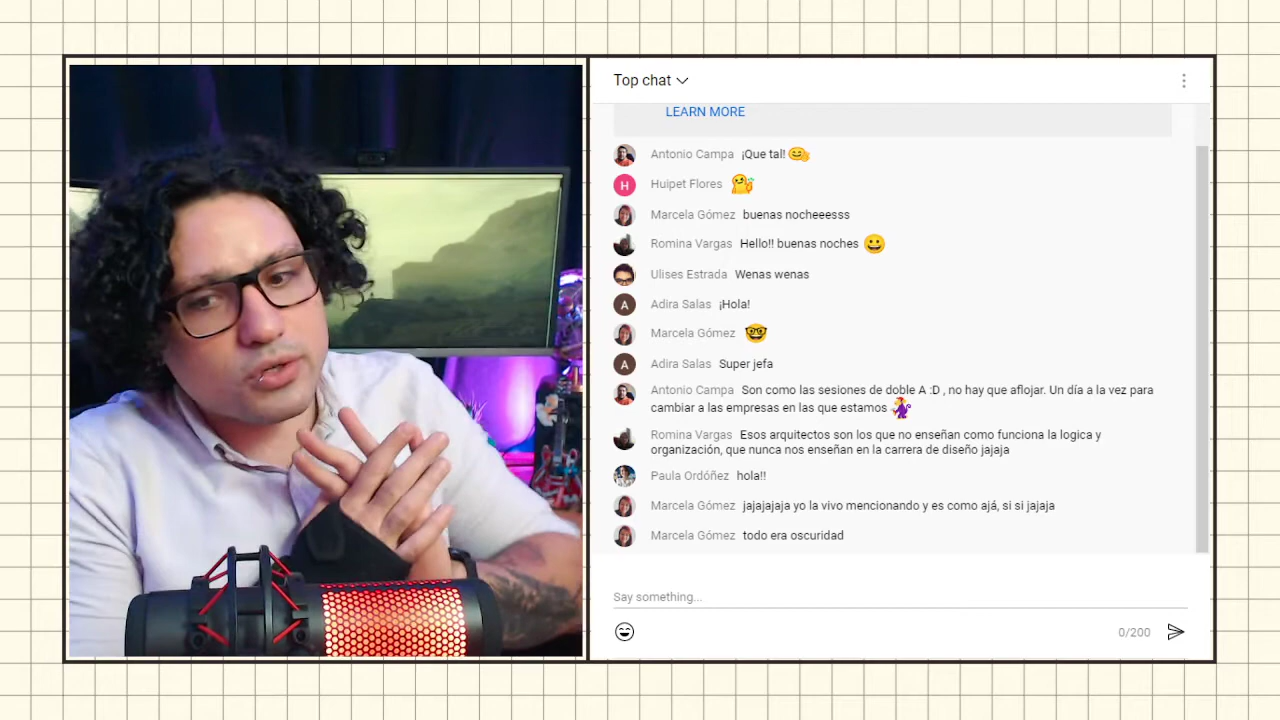 Top chat
LEARN MORE
Antonio Campa ¡Que tal!
H Huipet Flores
Marcela Gómez buenas nocheeesss
Romina Vargas Hello!! buenas noches
Ulises Estrada Wenas wenas
A Adira Salas ¡Hola!
Marcela Gómez
A Adira Salas Super jefa
Antonio Campa Son como las sesiones de doble A :D , no hay que aflojar. Un día a la vez para
cambiar a las empresas en las que estamos
Romina Vargas Esos arquitectos son los que no enseñan como funciona la logica y
organización, que nunca nos enseñan en la carrera de diseño jajaja
Paula Ordóñez hola!!
Marcela Gómez jajajajaja yo la vivo mencionando y es como ajá, si si jajaja
Marcela Gómez todo era oscuridad
Say something...
0/200